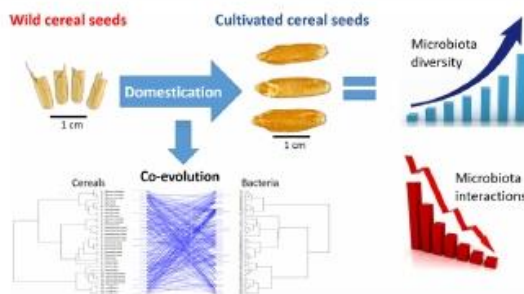 Wild cereal seeds
Cultivated cereal seeds
Domestication
1 cm
1 cm
Microbiota
diversity
Co-evolution
Cereals
Bacteria
Microbiota
interactions